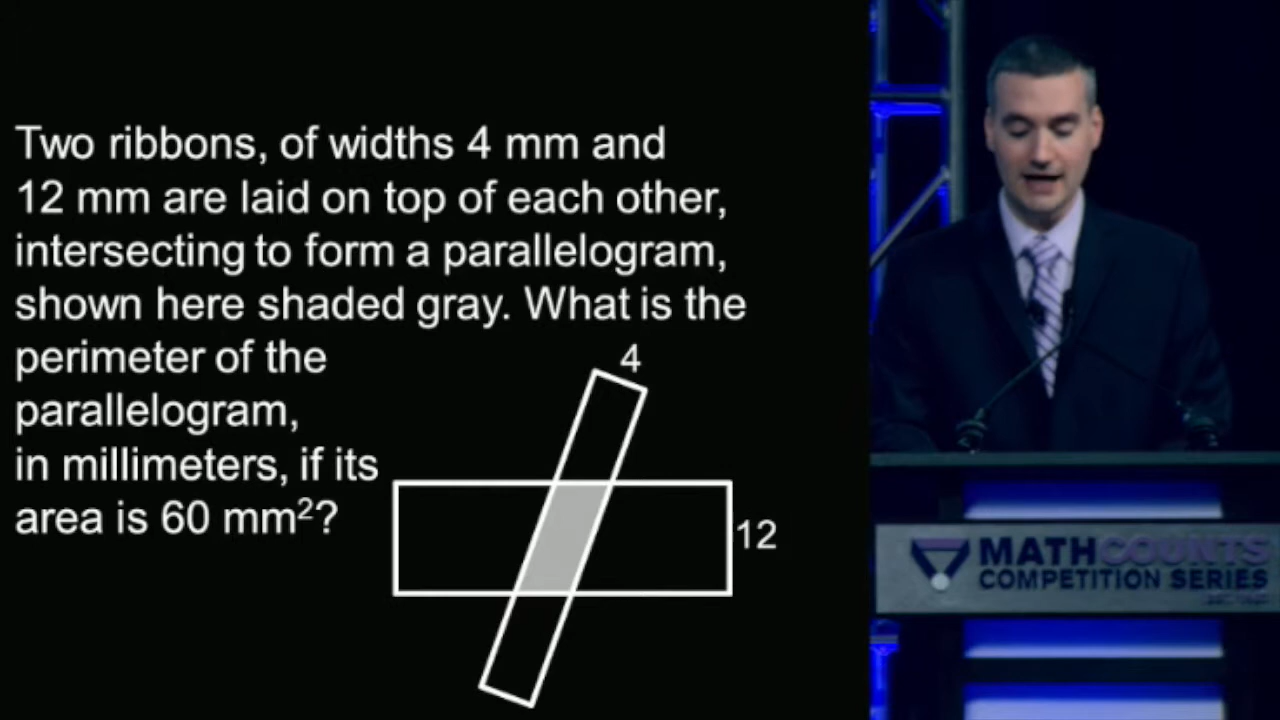 Two ribbons, of widths 4 mm and
12 mm are laid on top of each other,
intersecting to form a parallelogram,
shown here shaded gray. What is the
perimeter of the
parallelogram,
in millimeters, if its
area is 60 mm²?
4
12
MATHCOUNTS
COMPETITION SERIES